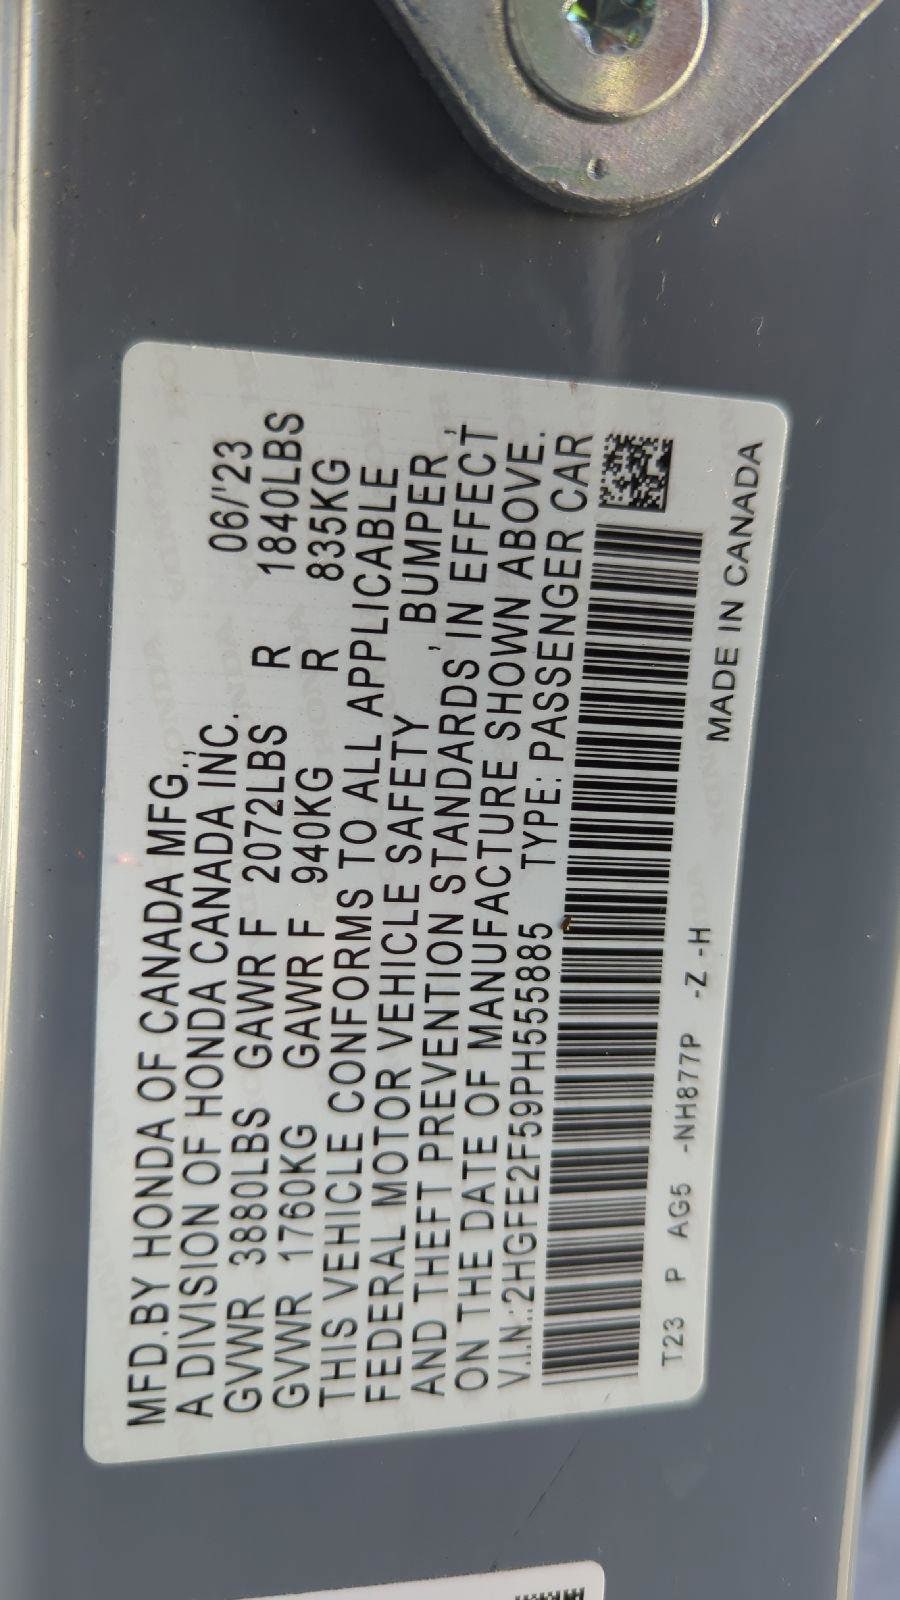 MFD.BY HONDA OF CANADA MFG.,
A DIVISION OF HONDA CANADA INC. 06/'23
GVWR 3880LBS GAWR F 2072LBS R 1840LBS
GVWR 1760KG GAWR F 940KG R 835KG
THIS VEHICLE CONFORMS TO ALL APPLICABLE
FEDERAL MOTOR VEHICLE SAFETY, BUMPER,
AND THEFT PREVENTION STANDARDS IN EFFECT
ON THE DATE OF MANUFACTURE SHOWN ABOVE.
V.I.N.:2HGFE2F59PH555885 TYPE: PASSENGER CAR
T23 P AG5 -NH877P -Z -H MADE IN CANADA